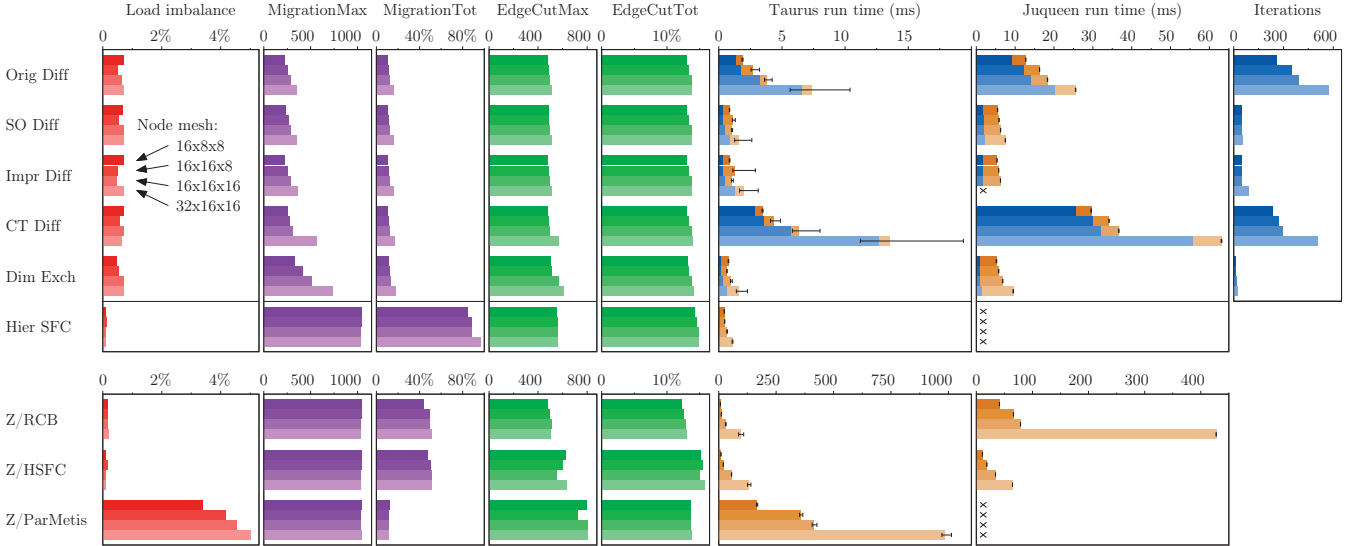 Load imbalance MigrationMax MigrationTot EdgeCutMax EdgeCutTot Taurus run time (ms) Juqueen run time (ms) Iterations
0 2% 4% 0 500 1000 0 40% 80% 0 400 800 0 10% 0 5 10 15 0 10 20 30 40 50 60 0 200 400 600
Orig Diff
SO Diff
Node mesh:
16x8x8
Impr Diff
16x16x8
16x16x16
x
32x16x16
CT Diff
Dim Exch
Hier SFC
x
x
x
x
0 2% 4% 0 500 1000 0 40% 80% 0 400 800 0 10% 0 250 500 750 1000 0 100 200 300 400
Z/RCB
Z/HSFC
Z/ParMetis
x
x
x
x